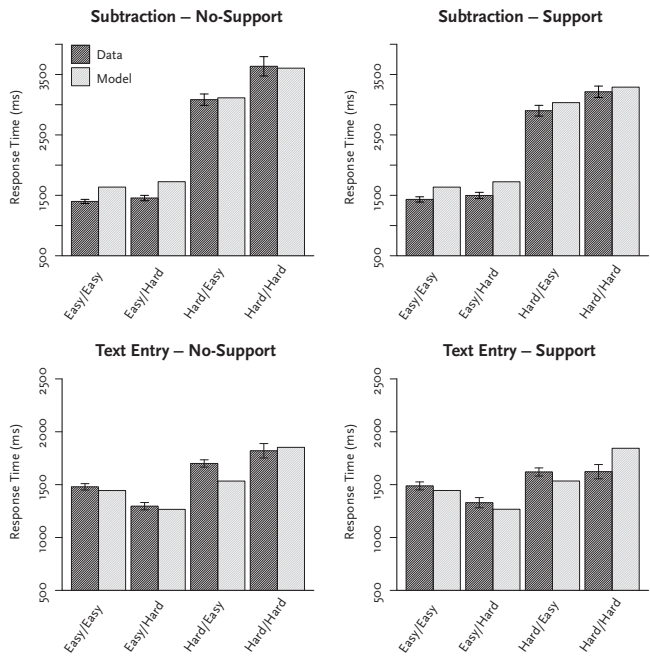 Subtraction – No-Support
Data
Model
Response Time (ms)
500
1500
2500
3500
Easy/Easy
Easy/Hard
Hard/Easy
Hard/Hard
Subtraction – Support
Response Time (ms)
500
1500
2500
3500
Easy/Easy
Easy/Hard
Hard/Easy
Hard/Hard
Text Entry – No-Support
Response Time (ms)
500
1000
1500
2000
2500
Easy/Easy
Easy/Hard
Hard/Easy
Hard/Hard
Text Entry – Support
Response Time (ms)
500
1000
1500
2000
2500
Easy/Easy
Easy/Hard
Hard/Easy
Hard/Hard